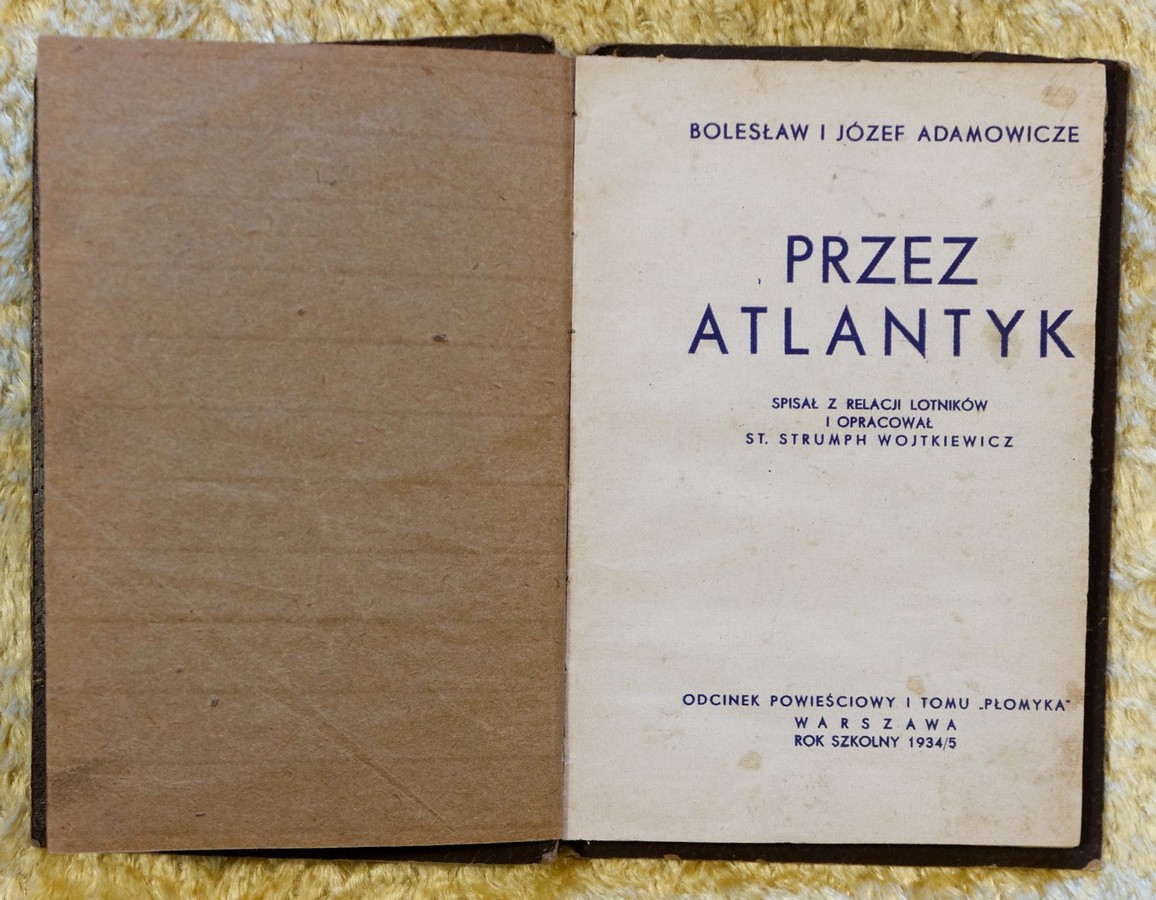 BOLESŁAW I JÓZEF ADAMOWICZE
PRZEZ
ATLANTYK
SPISAŁ Z RELACJI LOTNIKÓW
I OPRACOWAŁ
ST. STRUMPH WOJTKIEWICZ
ODCINEK POWIEŚCIOWY I TOMU „PŁOMYKA"
WARSZAWA
ROK SZKOLNY 1934/5